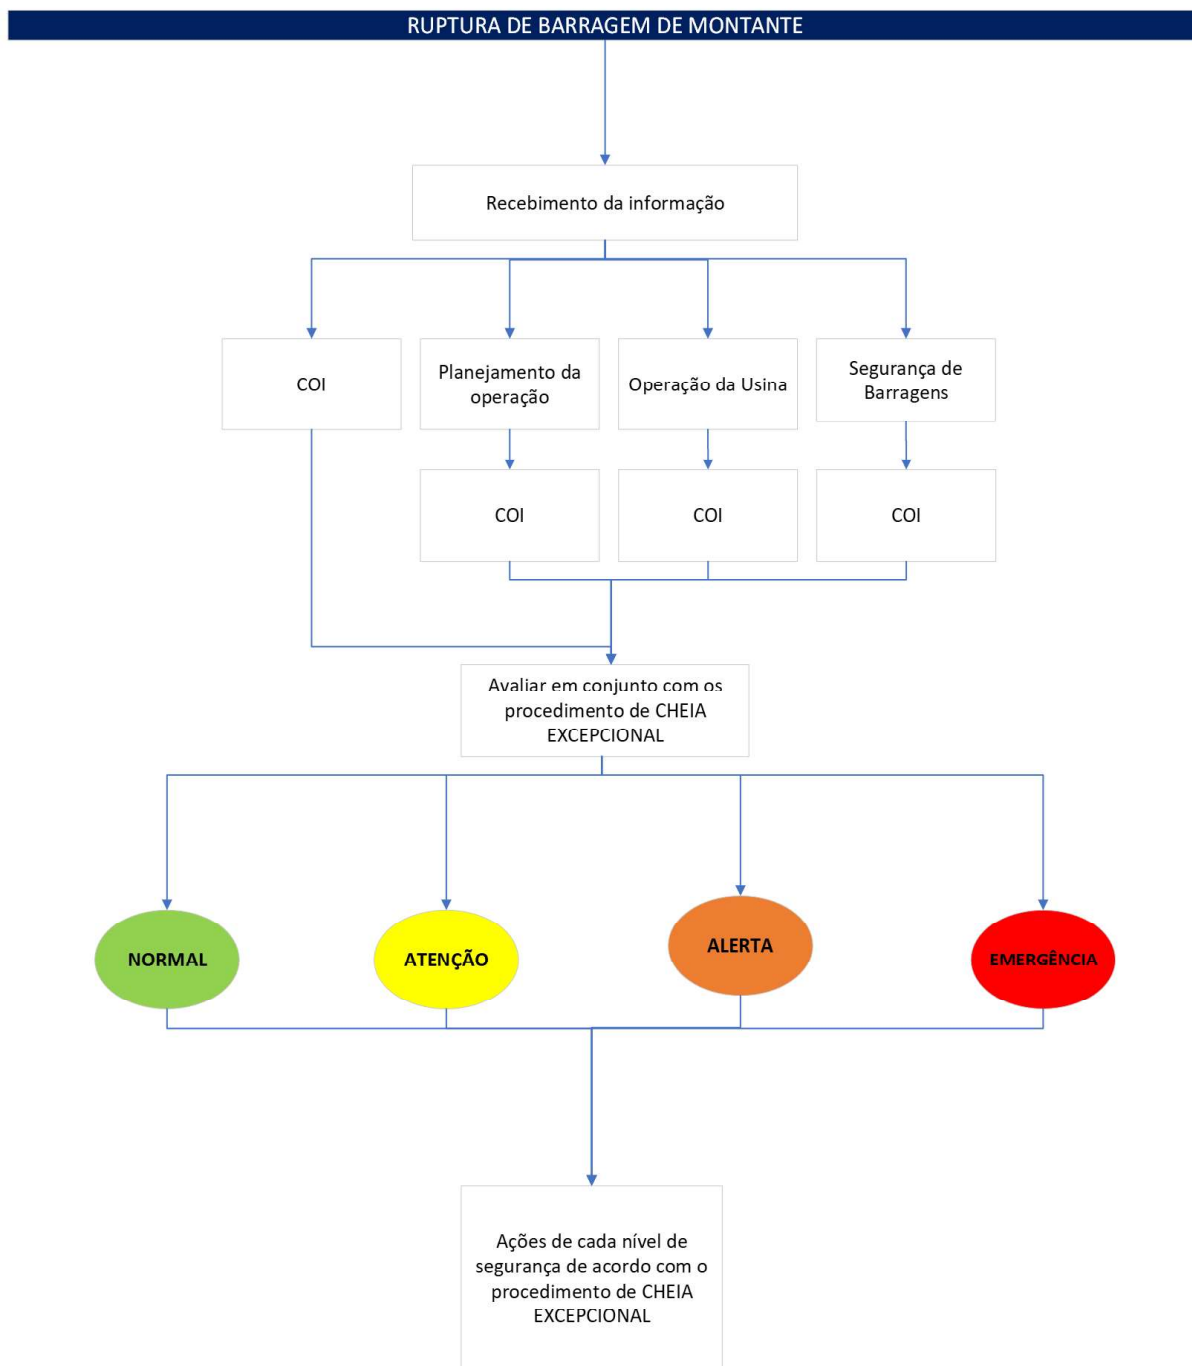 RUPTURA DE BARRAGEM DE MONTANTE
Recebimento da informação
COI
Planejamento da
operação
Operação da Usina
Segurança de
Barragens
COI
COI
COI
Avaliar em conjunto com os
procedimento de CHEIA
EXCEPCIONAL
NORMAL
ATENÇÃO
ALERTA
EMERGÊNCIA
Ações de cada nível de
segurança de acordo com o
procedimento de CHEIA
EXCEPCIONAL